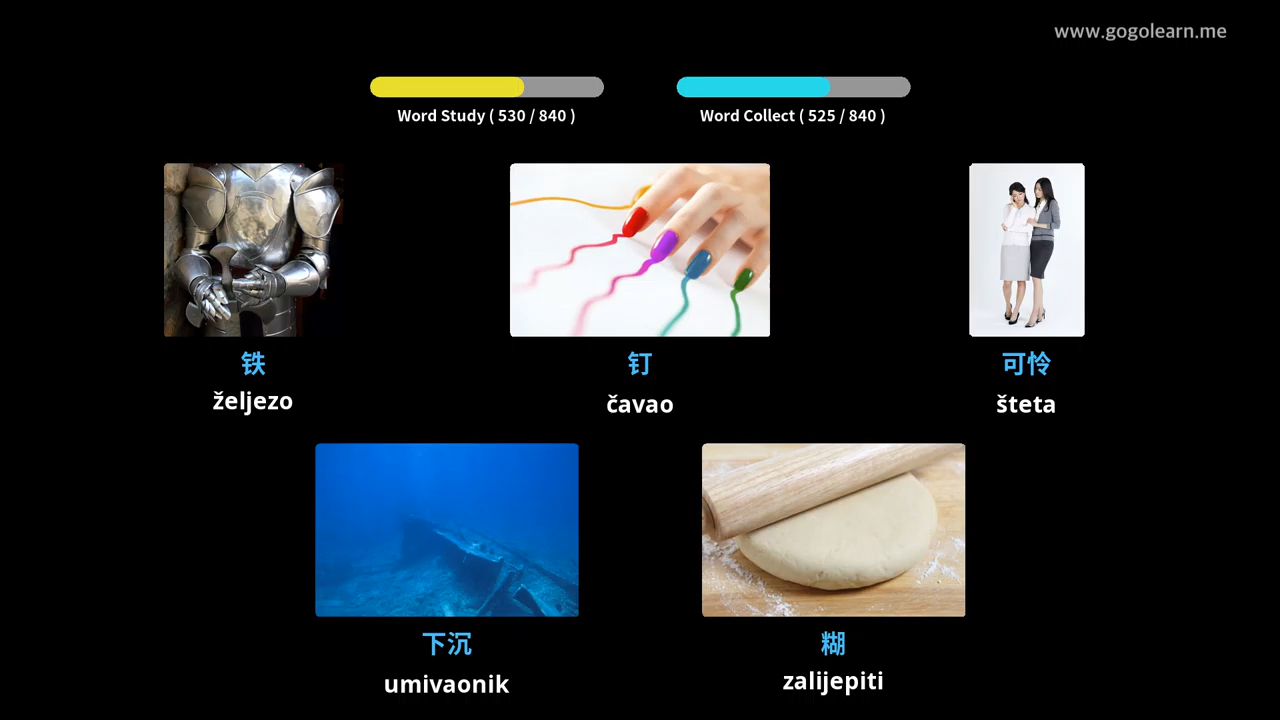 www.gogolearn.me
Word Study ( 530 / 840 )
Word Collect ( 525 / 840 )
铁
钉
可怜
željezo
čavao
šteta
下沉
糊
umivaonik
zalijepiti